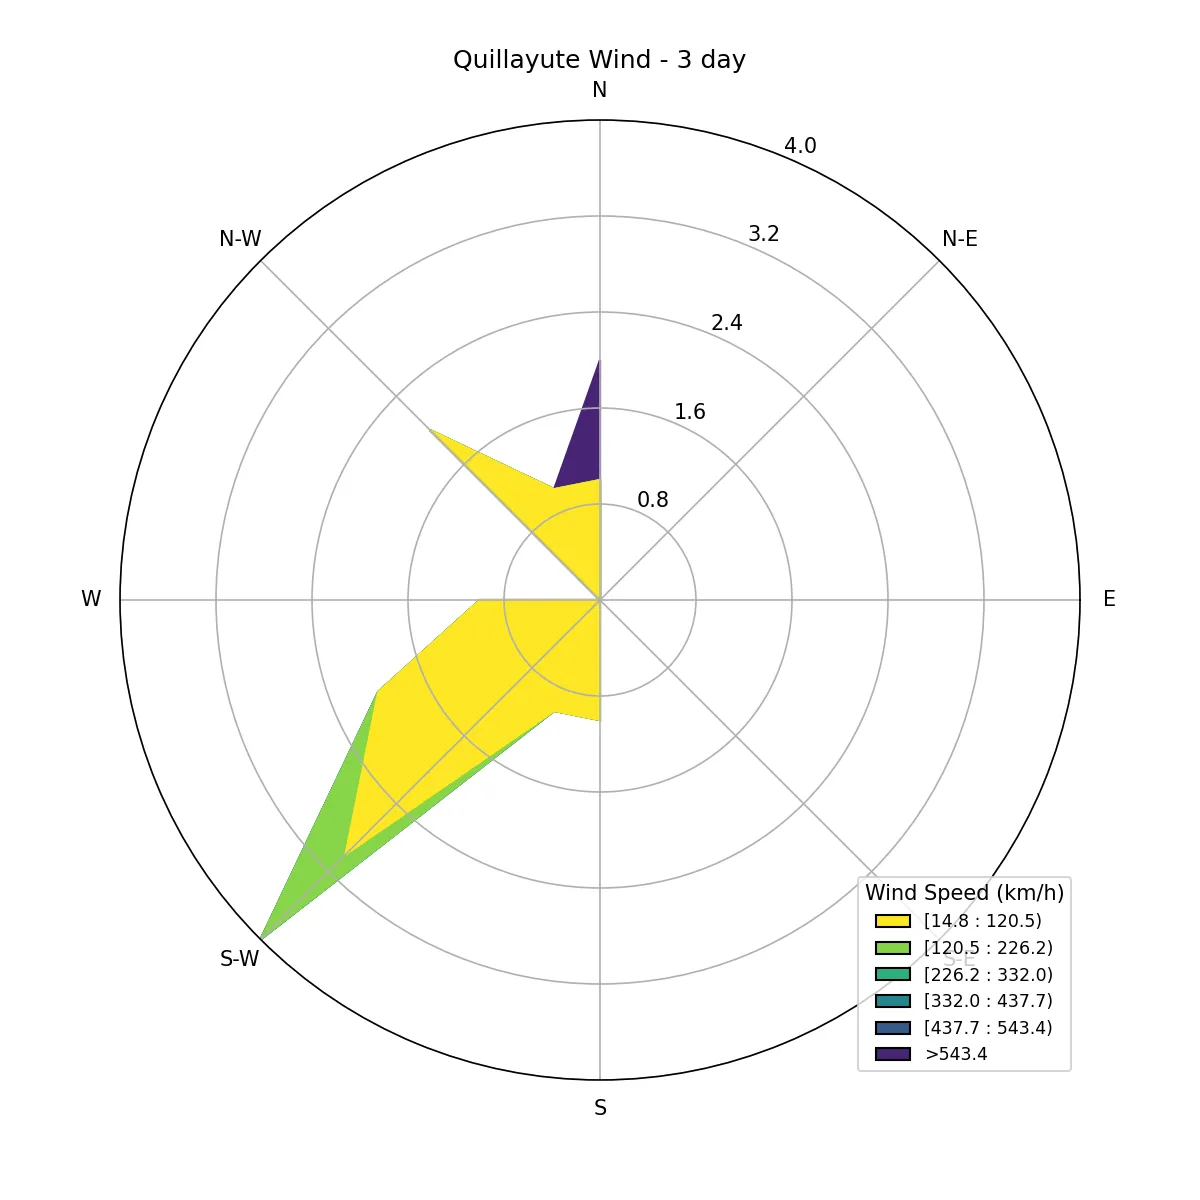 Quillayute Wind - 3 day
N
4.0
N-W
3.2
N-E
2.4
1.6
0.8
W
E
S-W
S-E
S
Wind Speed (km/h)
[14.8 : 120.5)
[120.5 : 226.2)
[226.2 : 332.0)
[332.0 : 437.7)
[437.7 : 543.4)
>543.4